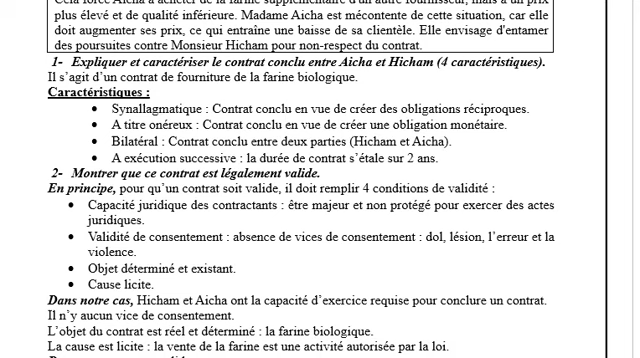 Cela force Aicha à acheter de la farine supplémentaire d'un autre fournisseur, mais à un prix
plus élevé et de qualité inférieure. Madame Aicha est mécontente de cette situation, car elle
doit augmenter ses prix, ce qui entraîne une baisse de sa clientèle. Elle envisage d'entamer
des poursuites contre Monsieur Hicham pour non-respect du contrat.
1- Expliquer et caractériser le contrat conclu entre Aicha et Hicham (4 caractéristiques).
Il s'agit d'un contrat de fourniture de la farine biologique.
Caractéristiques :
• Synallagmatique : Contrat conclu en vue de créer des obligations réciproques.
• A titre onéreux : Contrat conclu en vue de créer une obligation monétaire.
• Bilatéral : Contrat conclu entre deux parties (Hicham et Aicha).
• A exécution successive : la durée de contrat s'étale sur 2 ans.
2- Montrer que ce contrat est légalement valide.
En principe, pour qu'un contrat soit valide, il doit remplir 4 conditions de validité :
• Capacité juridique des contractants : être majeur et non protégé pour exercer des actes
juridiques.
• Validité de consentement : absence de vices de consentement : dol, lésion, l'erreur et la
violence.
• Objet déterminé et existant.
• Cause licite.
Dans notre cas, Hicham et Aicha ont la capacité d'exercice requise pour conclure un contrat.
Il n'y aucun vice de consentement.
L'objet du contrat est réel et déterminé : la farine biologique.
La cause est licite : la vente de la farine est une activité autorisée par la loi.